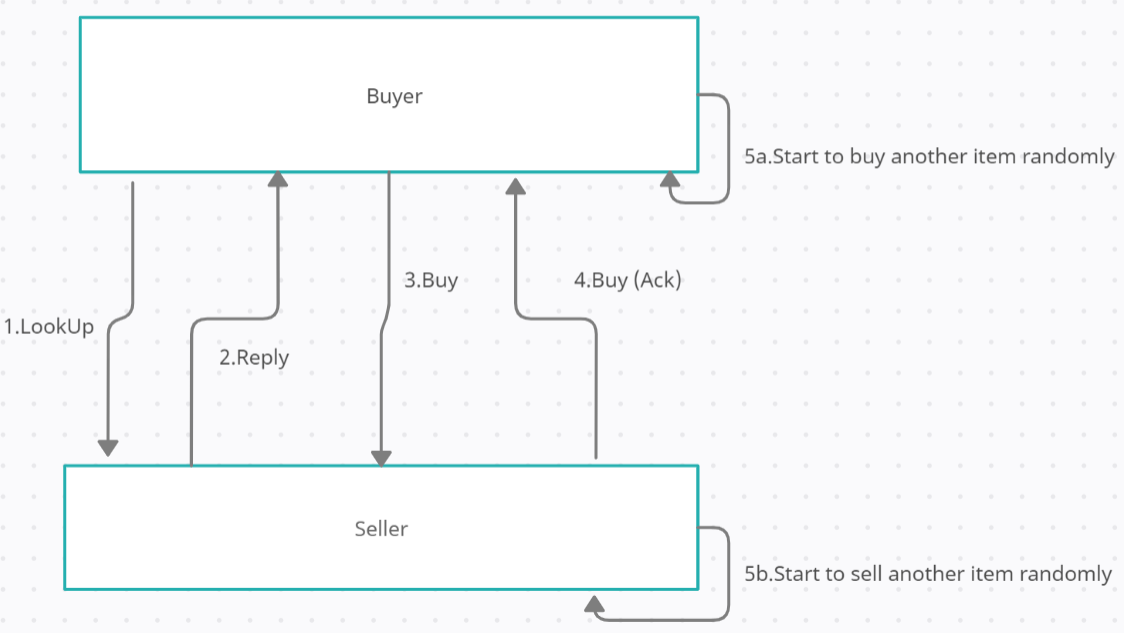 Buyer
5a.Start to buy another item randomly
3.Buy
4.Buy (Ack)
1.LookUp
2.Reply
Seller
5b.Start to sell another item randomly